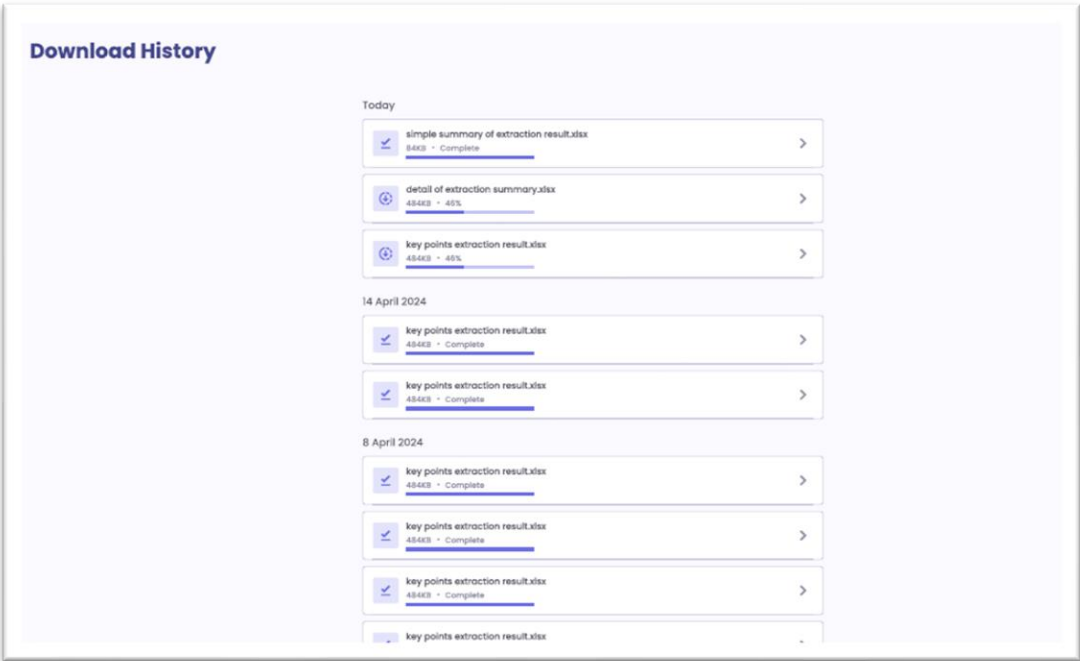 Download History
Today
simple summary of extraction result.xlsx
84KB • Complete
detail of extraction summary.xlsx
484KB • 46%
key points extraction result.xlsx
484KB • 46%
14 April 2024
key points extraction result.xlsx
484KB • Complete
key points extraction result.xlsx
484KB • Complete
8 April 2024
key points extraction result.xlsx
484KB • Complete
key points extraction result.xlsx
484KB • Complete
key points extraction result.xlsx
484KB • Complete
key points extraction result.xlsx